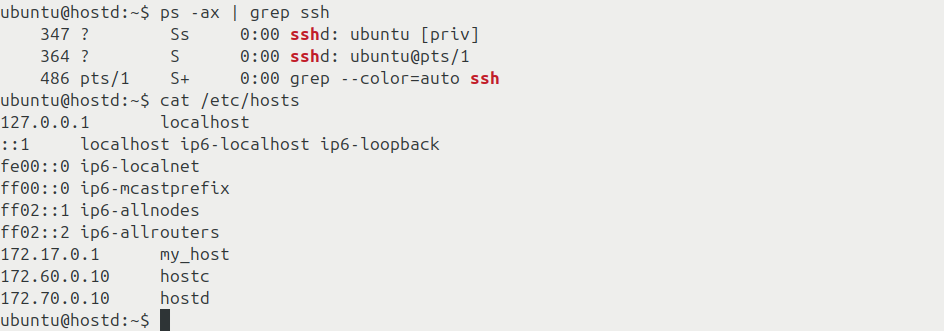 ubuntu@hostd:~$ ps -ax | grep ssh
    347 ?        Ss     0:00 sshd: ubuntu [priv]
    364 ?        S      0:00 sshd: ubuntu@pts/1
    486 pts/1    S+     0:00 grep --color=auto ssh
ubuntu@hostd:~$ cat /etc/hosts
127.0.0.1       localhost
::1     localhost ip6-localhost ip6-loopback
fe00::0 ip6-localnet
ff00::0 ip6-mcastprefix
ff02::1 ip6-allnodes
ff02::2 ip6-allrouters
172.17.0.1      my_host
172.60.0.10     hostc
172.70.0.10     hostd
ubuntu@hostd:~$